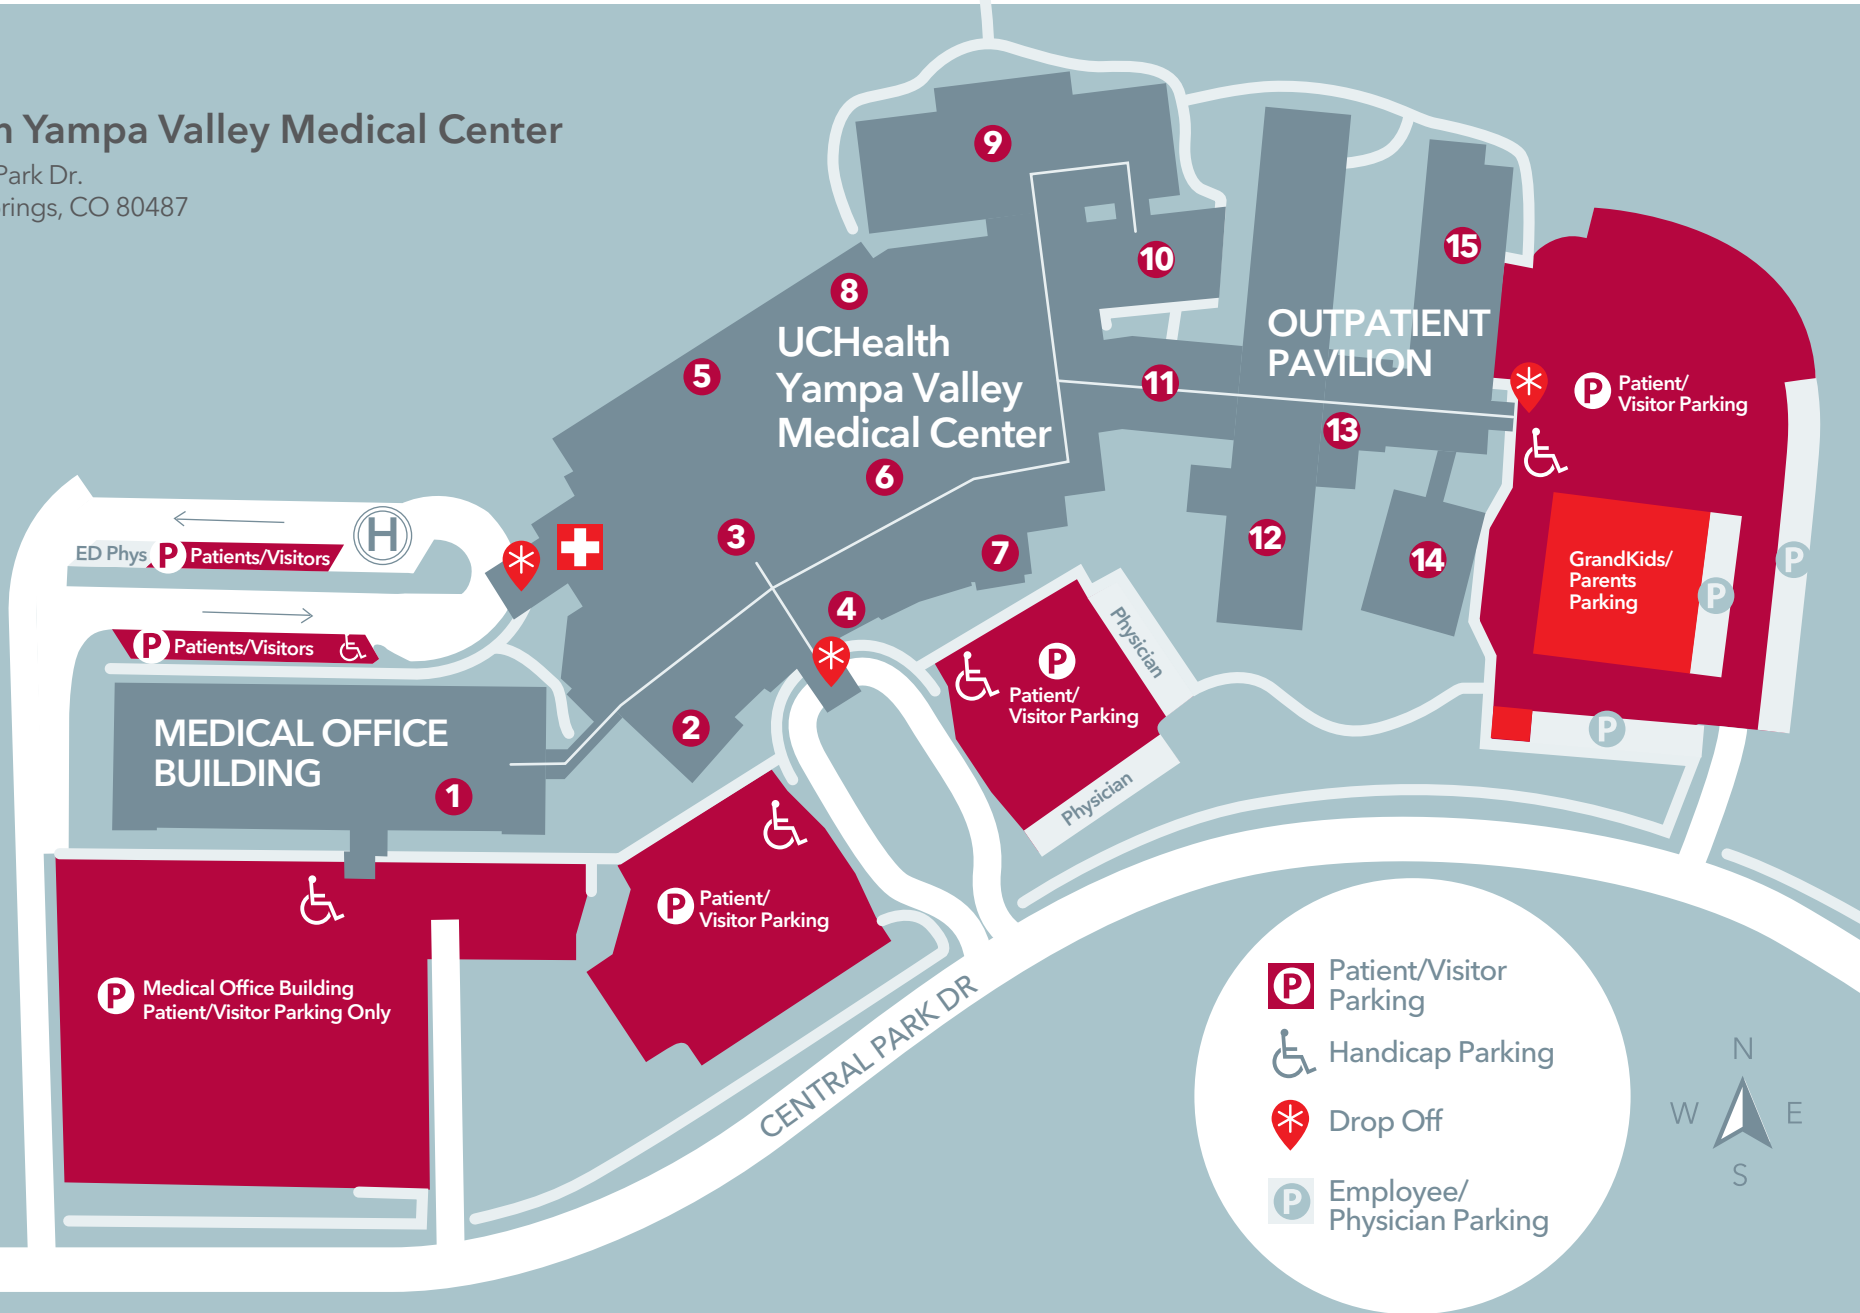 Yampa Valley Medical Center
Park Dr.
rings, CO 80487
9
15
10
8
UCHealth
Yampa Valley
Medical Center
OUTPATIENT
PAVILION
5
11
13
P Patient/
Visitor Parking
6
3
7
12
14
H
ED Phys P Patients/Visitors
P Patients/Visitors
GrandKids/
Parents
Parking
P
P
P
4
2
Physician
P
Patient/
Visitor Parking
Physician
MEDICAL OFFICE
BUILDING
1
P Patient/
Visitor Parking
P Medical Office Building
Patient/Visitor Parking Only
CENTRAL PARK DR
P Patient/Visitor
Parking
Handicap Parking
Drop Off
P Employee/
Physician Parking
N
W E
S